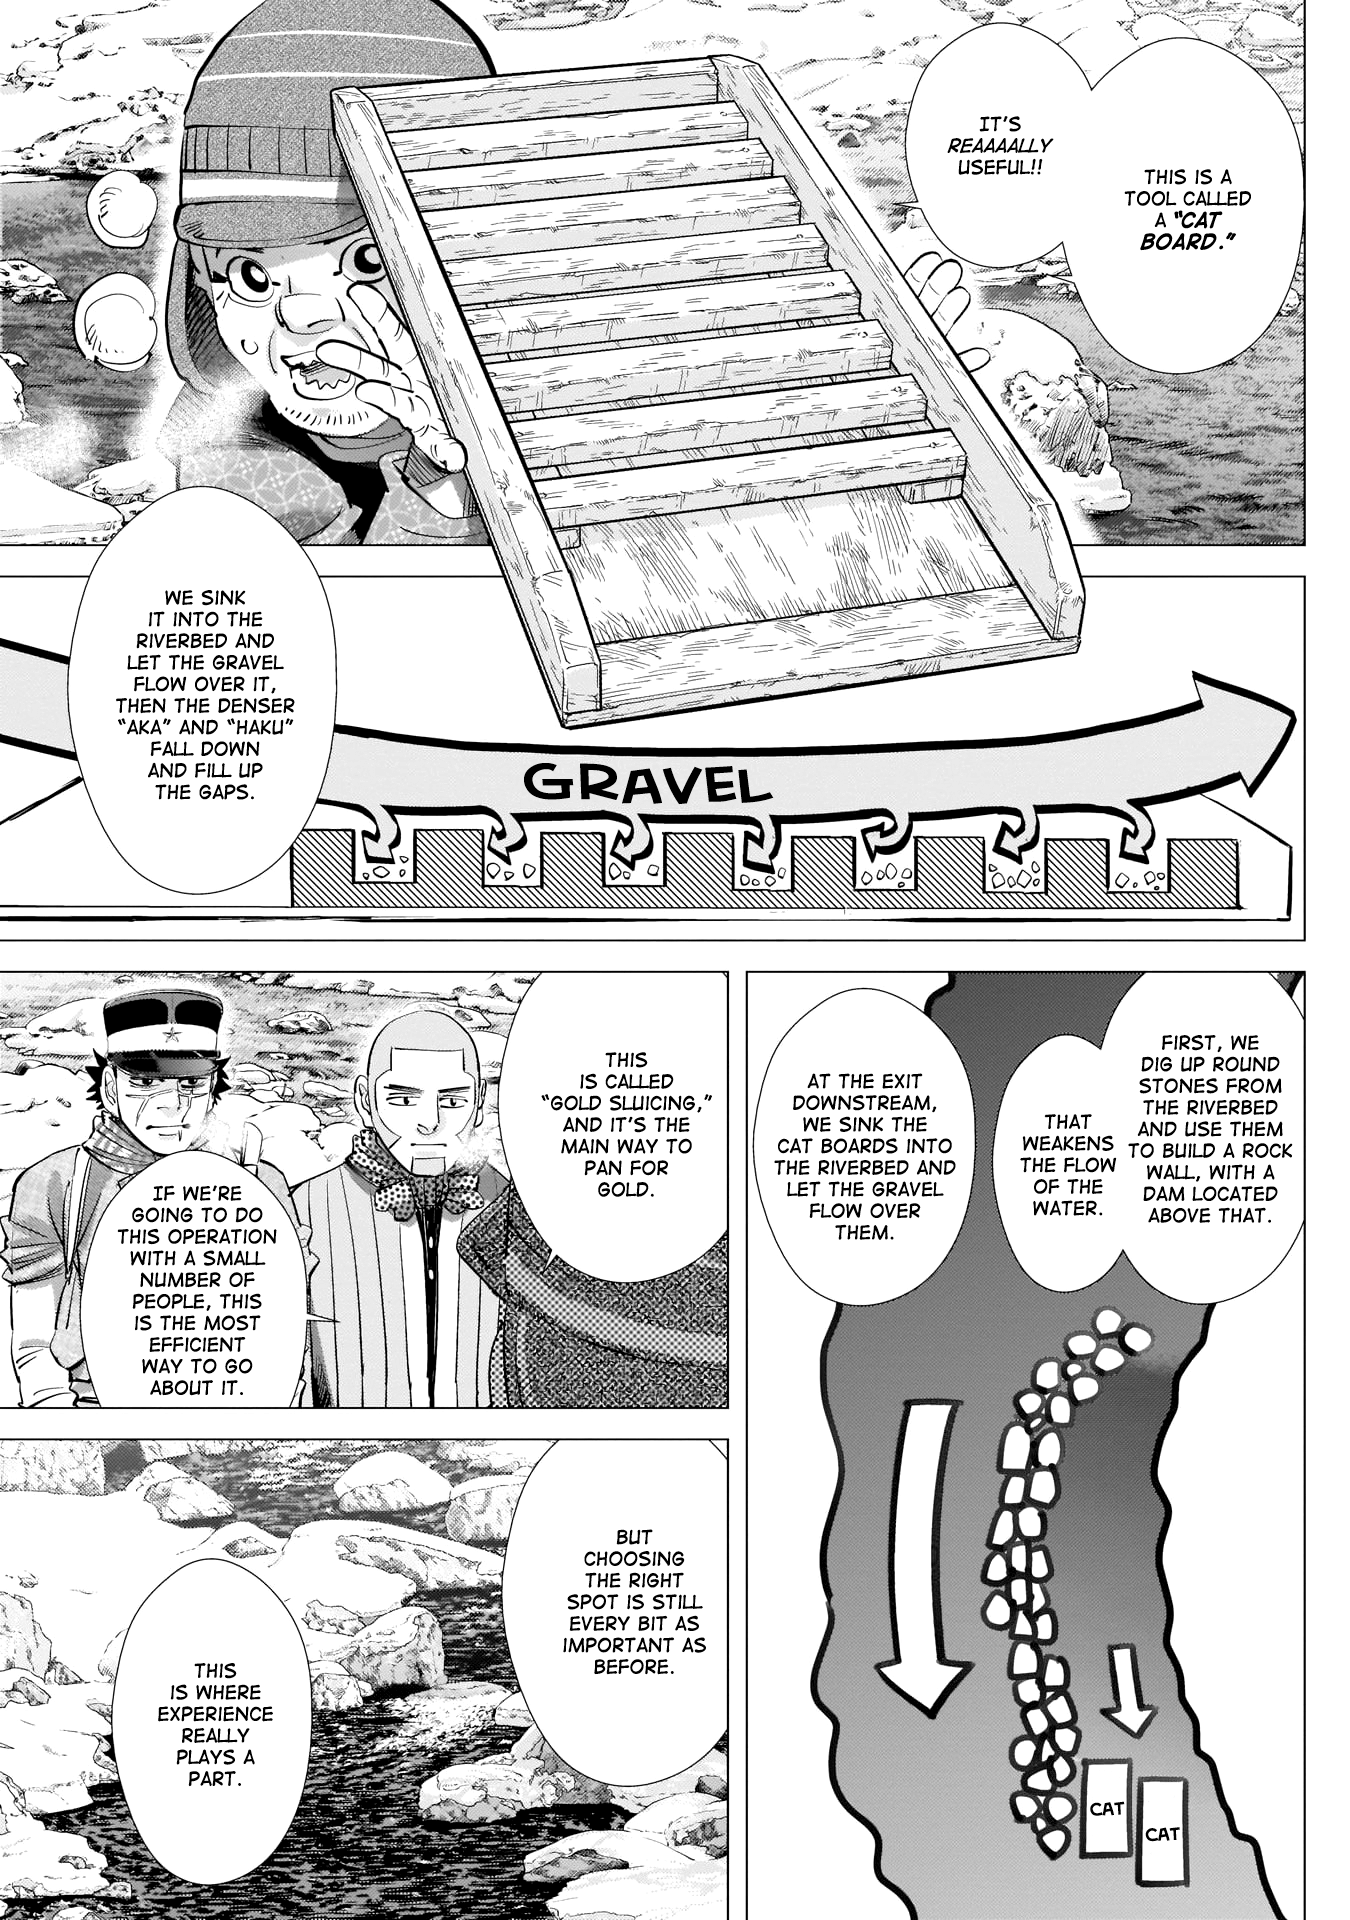 THIS IS A
TOOL CALLED
A "CAT
BOARD."
IT'S
REAAAALLY
USEFUL!!
WE SINK
IT INTO THE
RIVERBED AND
LET THE GRAVEL
FLOW OVER IT,
THEN THE DENSER
"AKA" AND "HAKU"
FALL DOWN
AND FILL UP
THE GAPS.
GRAVEL
FIRST, WE
DIG UP ROUND
STONES FROM
THE RIVERBED
AND USE THEM
TO BUILD A ROCK
WALL, WITH A
DAM LOCATED
ABOVE THAT.
THAT
WEAKENS
THE FLOW
OF THE
WATER.
AT THE EXIT
DOWNSTREAM,
WE SINK THE
CAT BOARDS INTO
THE RIVERBED AND
LET THE GRAVEL
FLOW OVER
THEM.
CAT
CAT
THIS
IS CALLED
"GOLD SLUICING,"
AND IT'S THE
MAIN WAY TO
PAN FOR
GOLD.
IF WE'RE
GOING TO DO
THIS OPERATION
WITH A SMALL
NUMBER OF
PEOPLE, THIS
IS THE MOST
EFFICIENT
WAY TO GO
ABOUT IT.
BUT
CHOOSING
THE RIGHT
SPOT IS STILL
EVERY BIT AS
IMPORTANT AS
BEFORE.
THIS
IS WHERE
EXPERIENCE
REALLY
PLAYS A
PART.